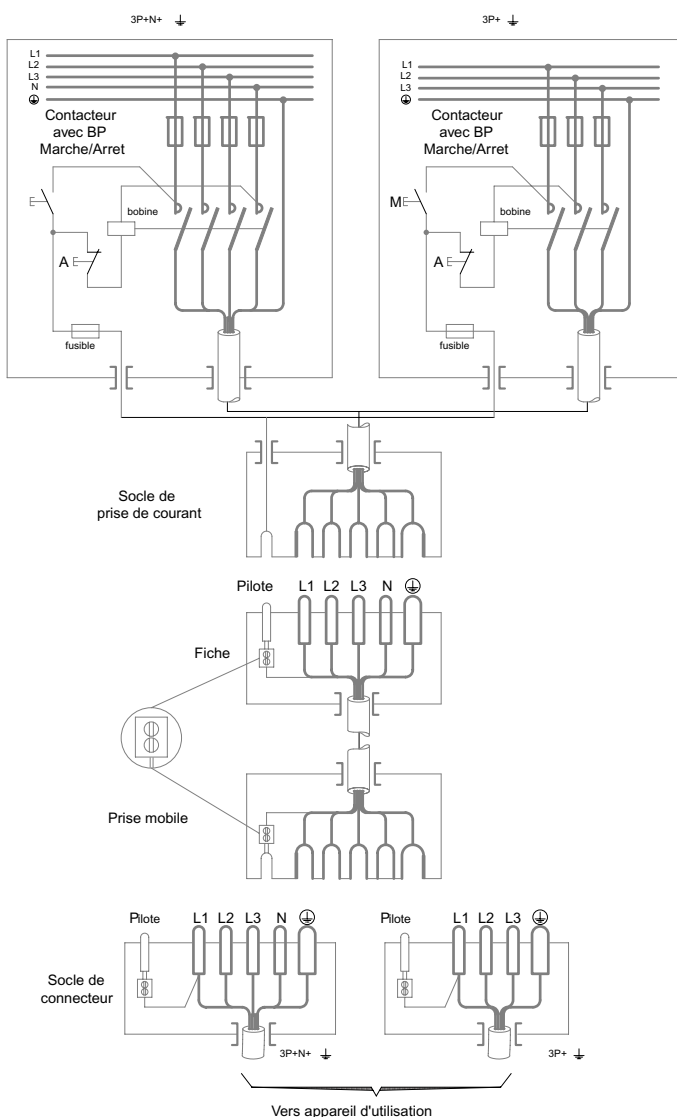 3P+N+
3P+
L1
L2
L3
N
Contacteur
avec BP
Marche/Arret
bobine
A
fusible
L1
L2
L3
Contacteur
avec BP
Marche/Arret
M
bobine
A
fusible
Socle de
prise de courant
Pilote L1 L2 L3 N
Fiche
Prise mobile
Pilote L1 L2 L3 N
Pilote L1 L2 L3
Socle de
connecteur
3P+N+
3P+
Vers appareil d'utilisation